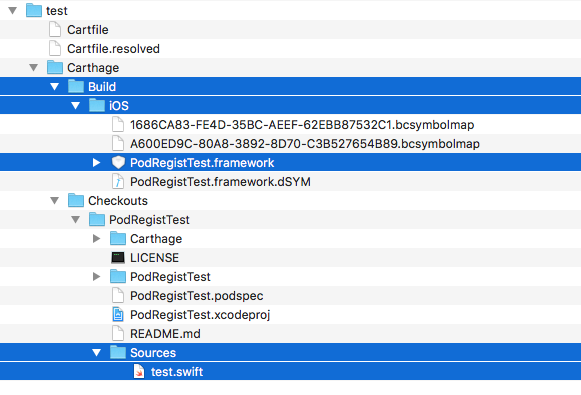 test
Cartfile
Cartfile.resolved
Carthage
Build
iOS
1686CA83-FE4D-35BC-AEEF-62EBB87532C1.bcsymbolmap
A600ED9C-80A8-3892-8D70-C3B527654B89.bcsymbolmap
PodRegistTest.framework
PodRegistTest.framework.dSYM
Checkouts
PodRegistTest
Carthage
LICENSE
PodRegistTest
PodRegistTest.podspec
PodRegistTest.xcodeproj
README.md
Sources
test.swift